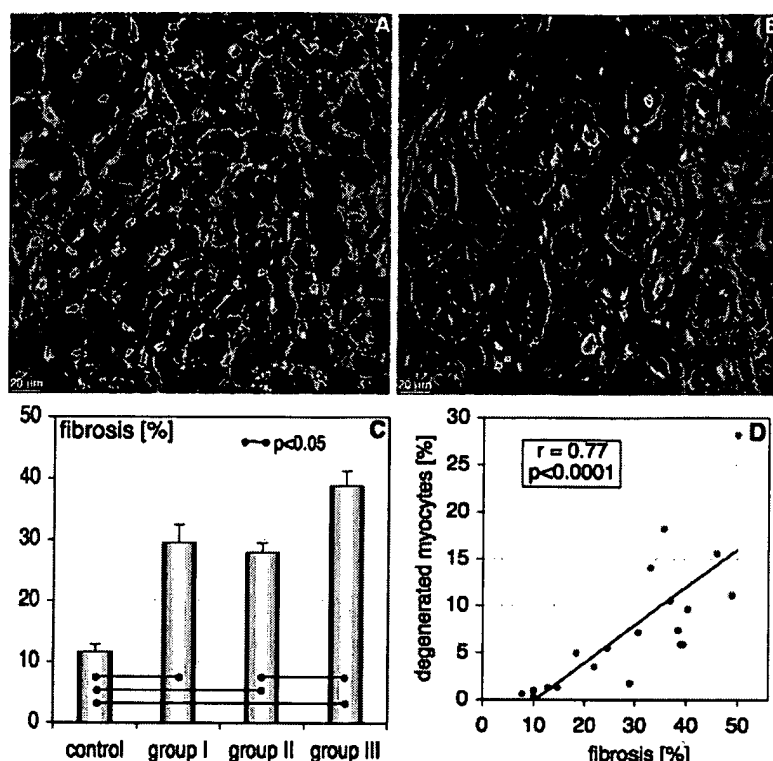 A
B
20 µm
20 µm
50
fibrosis [%]
C
p<0.05
40
30
20
10
0
control group I group II group III
30
D
r = 0.77
p<0.0001
25
20
15
10
5
0
degenerated myocytes [%]
0 10 20 30 40 50
fibrosis [%]